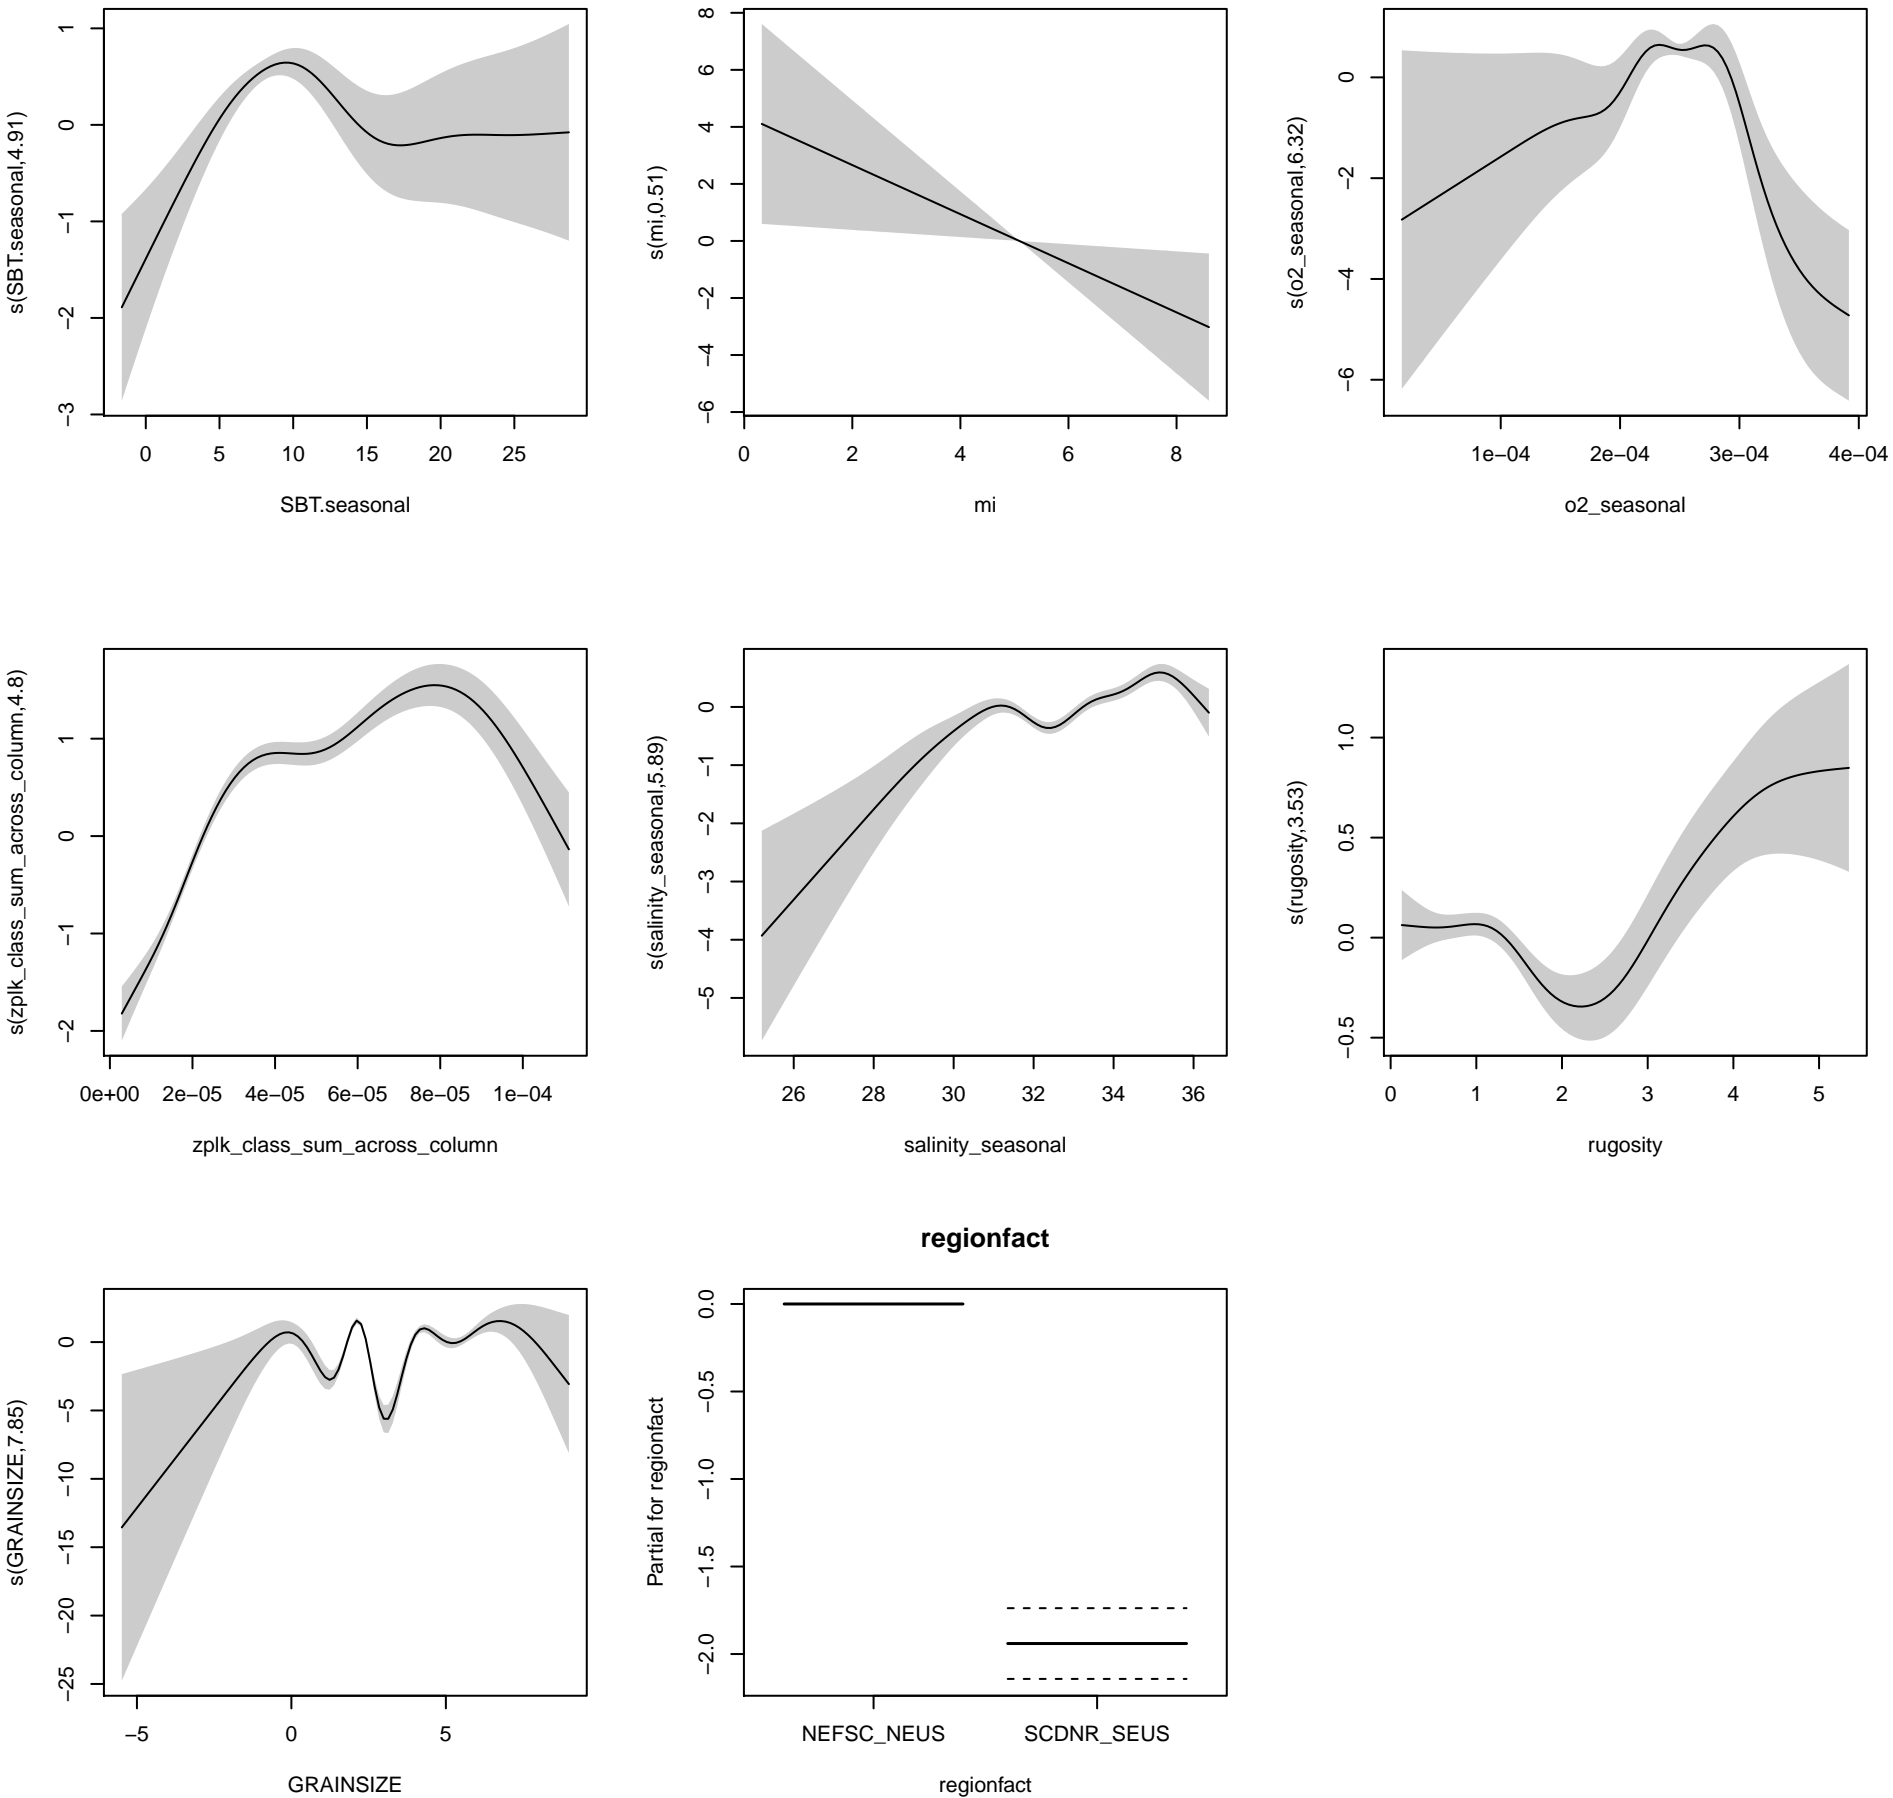 s(SBT.seasonal,4.91)
1
0
−1
−2
−3
0 5 10 15 20 25
SBT.seasonal
s(mi,0.51)
8
6
4
2
0
−2
−4
−6
0 2 4 6 8
mi
s(o2_seasonal,6.32)
0
−2
−4
−6
1e−04 2e−04 3e−04 4e−04
o2_seasonal
s(zplk_class_sum_across_column,4.8)
1
0
−1
−2
0e+00 2e−05 4e−05 6e−05 8e−05 1e−04
zplk_class_sum_across_column
s(salinity_seasonal,5.89)
0
−1
−2
−3
−4
−5
26 28 30 32 34 36
salinity_seasonal
s(rugosity,3.53)
1.0
0.5
0.0
−0.5
0 1 2 3 4 5
rugosity
s(GRAINSIZE,7.85)
0
−5
−10
−15
−20
−25
−5 0 5
GRAINSIZE
regionfact
Partial for regionfact
0.0
−0.5
−1.0
−1.5
−2.0
NEFSC_NEUS SCDNR_SEUS
regionfact